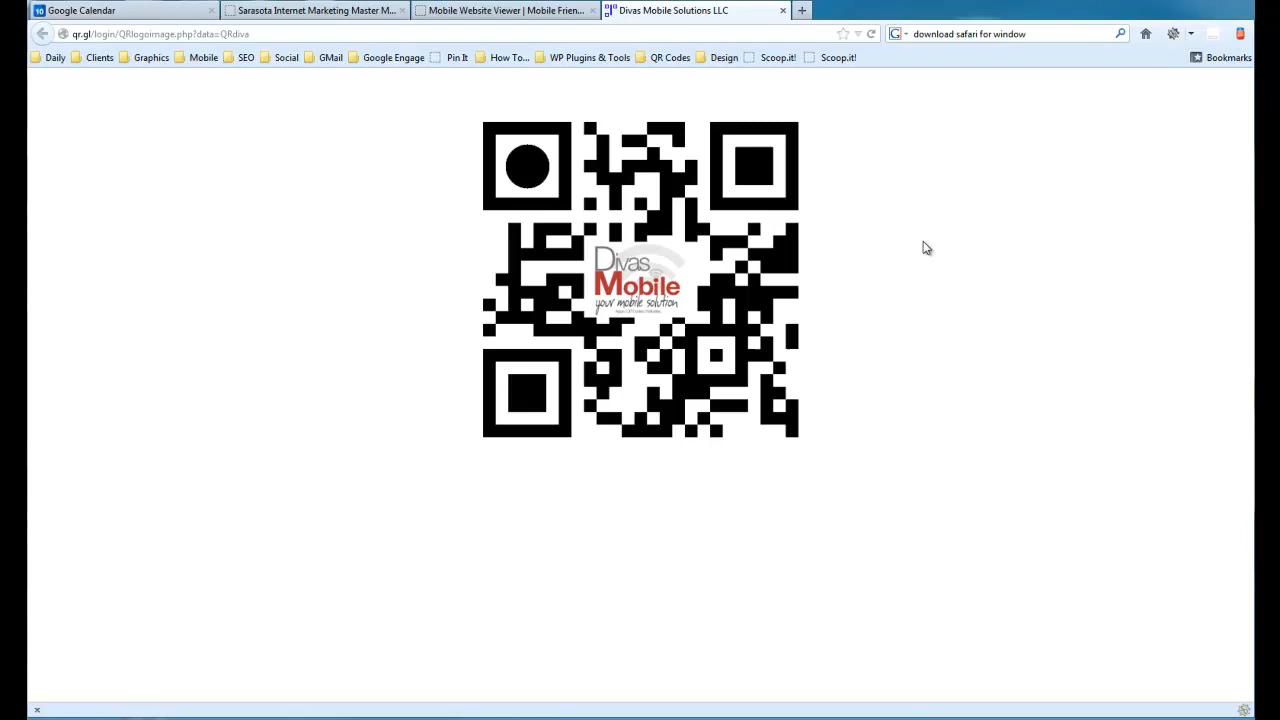 10 Google Calendar
Sarasota Internet Marketing Master M...
Mobile Website Viewer | Mobile Frien...
Divas Mobile Solutions LLC
qr.gl/login/QRlogoimage.php?data=QRdiva
download safari for window
Daily
Clients
Graphics
Mobile
SEO
Social
GMail
Google Engage
Pin It
How To...
WP Plugins & Tools
QR Codes
Design
Scoop.it!
Scoop.it!
Bookmarks
Divas
Mobile
your mobile solution